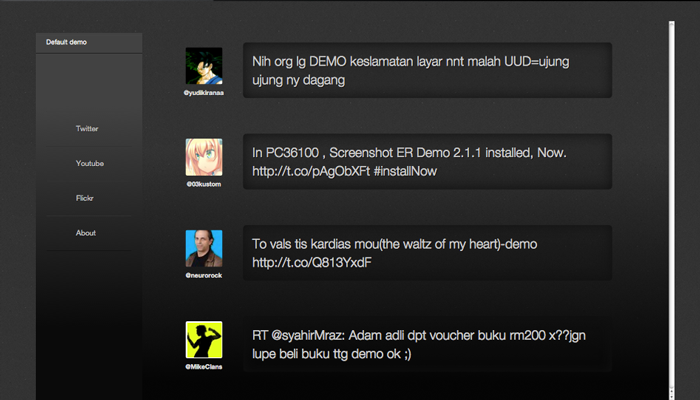 Default demo
Twitter
Youtube
Flickr
About
Nih org lg DEMO keslamatan layar nnt malah UUD=ujung
ujung ny dagang
@yudikiranaa
In PC36100 , Screenshot ER Demo 2.1.1 installed, Now.
http://t.co/pAgObXFt #installNow
@03kustom
To vals tis kardias mou(the waltz of my heart)-demo
http://t.co/Q813YxdF
@neurorock
RT @syahirMraz: Adam adli dpt voucher buku rm200 x??jgn
lupe beli buku ttg demo ok ;)
@MikeClans